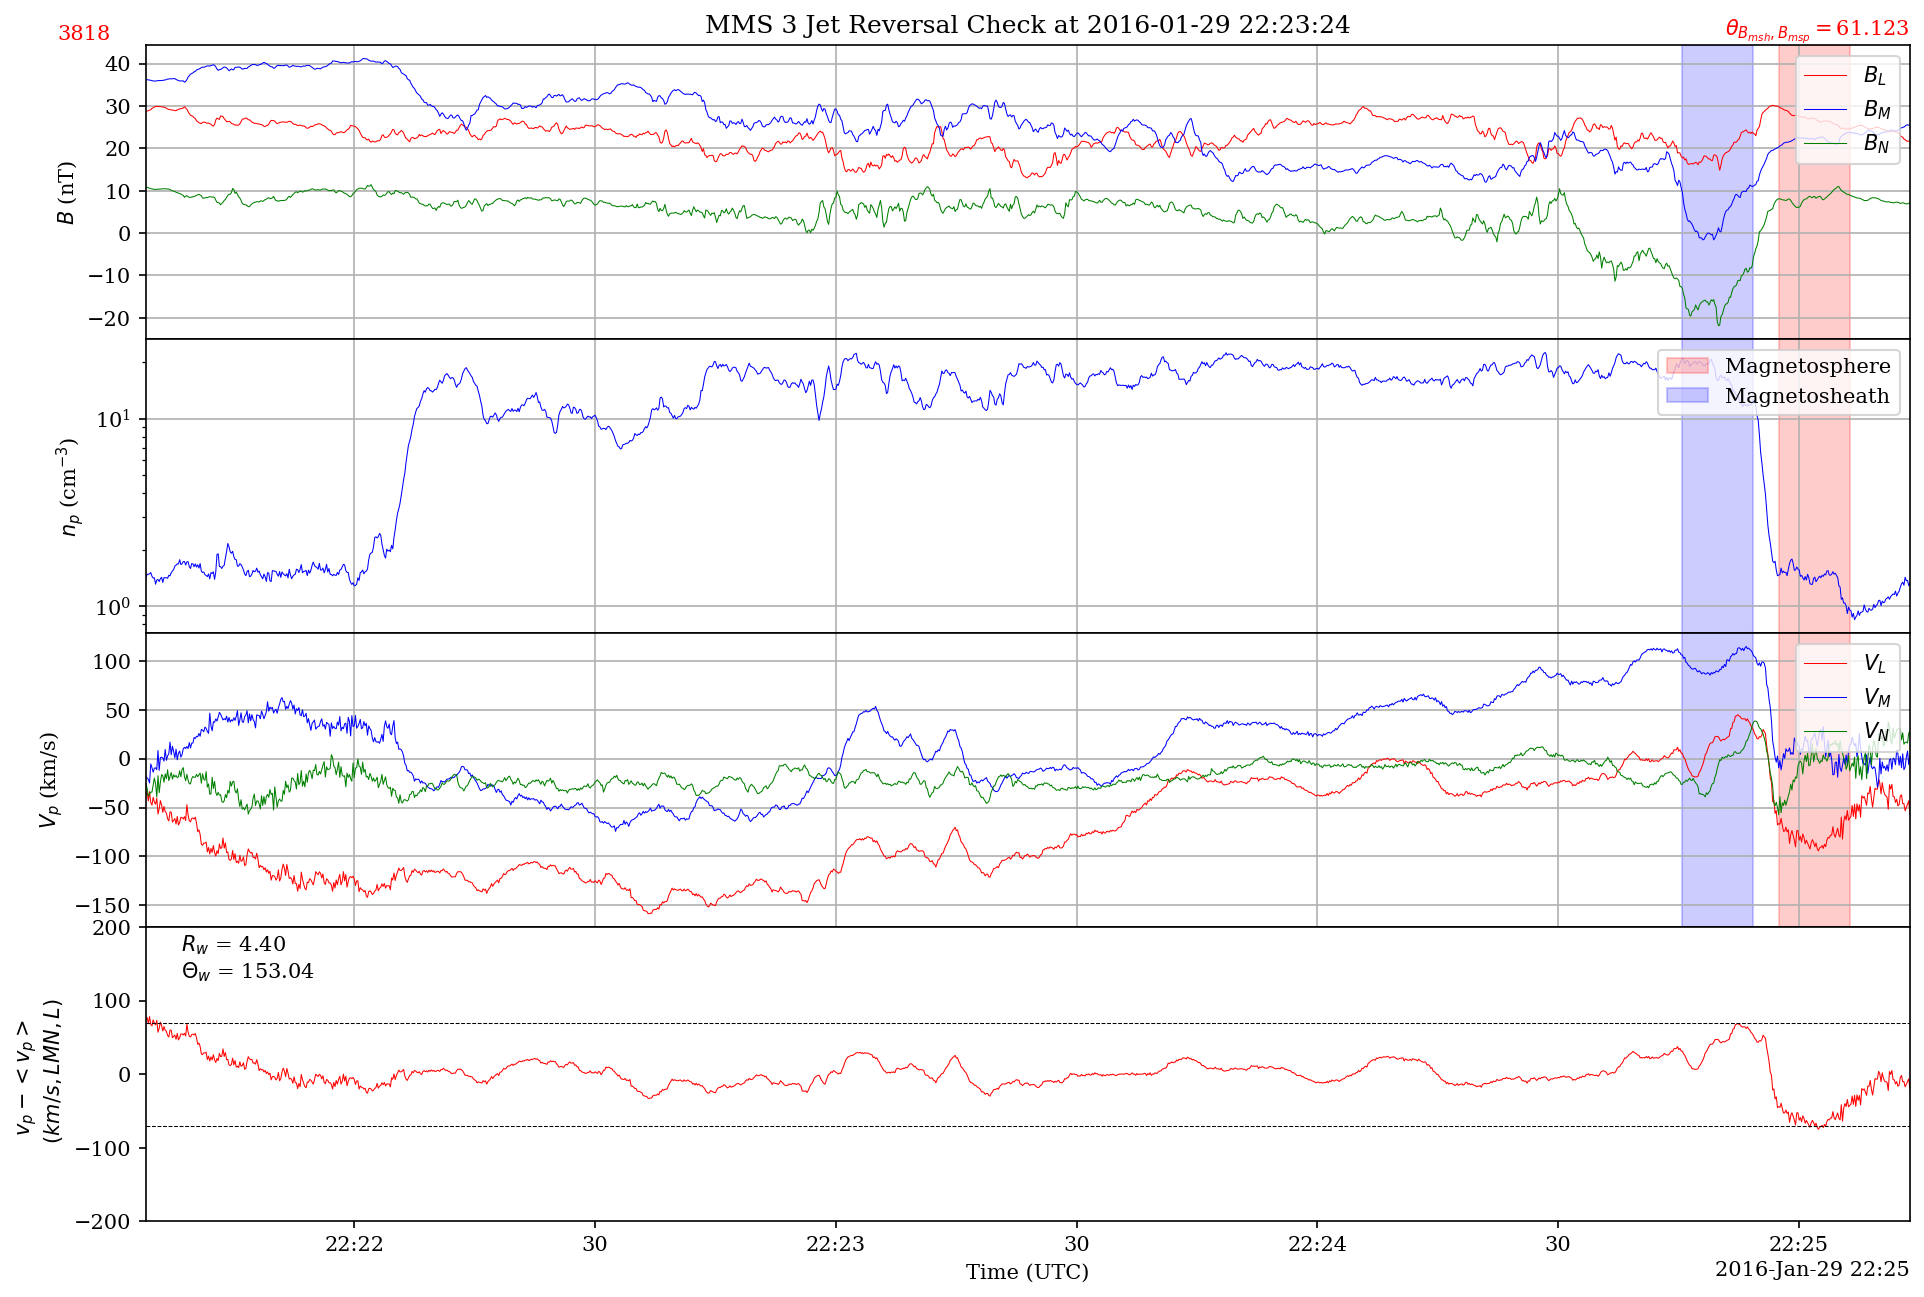 3818
MMS 3 Jet Reversal Check at 2016-01-29 22:23:24
θ_{B_{msh}, B_{msp}} = 61.123
40
30
20
10
0
−10
−20
B (nT)
B_L
B_M
B_N
10^1
10^0
n_p (cm^{−3})
Magnetosphere
Magnetosheath
100
50
0
−50
−100
−150
V_p (km/s)
V_L
V_M
V_N
200
100
0
−100
−200
v_p − < v_p >
(km/s, LMN, L)
R_w = 4.40
Θ_w = 153.04
22:22
30
22:23
30
22:24
30
22:25
Time (UTC)
2016-Jan-29 22:25